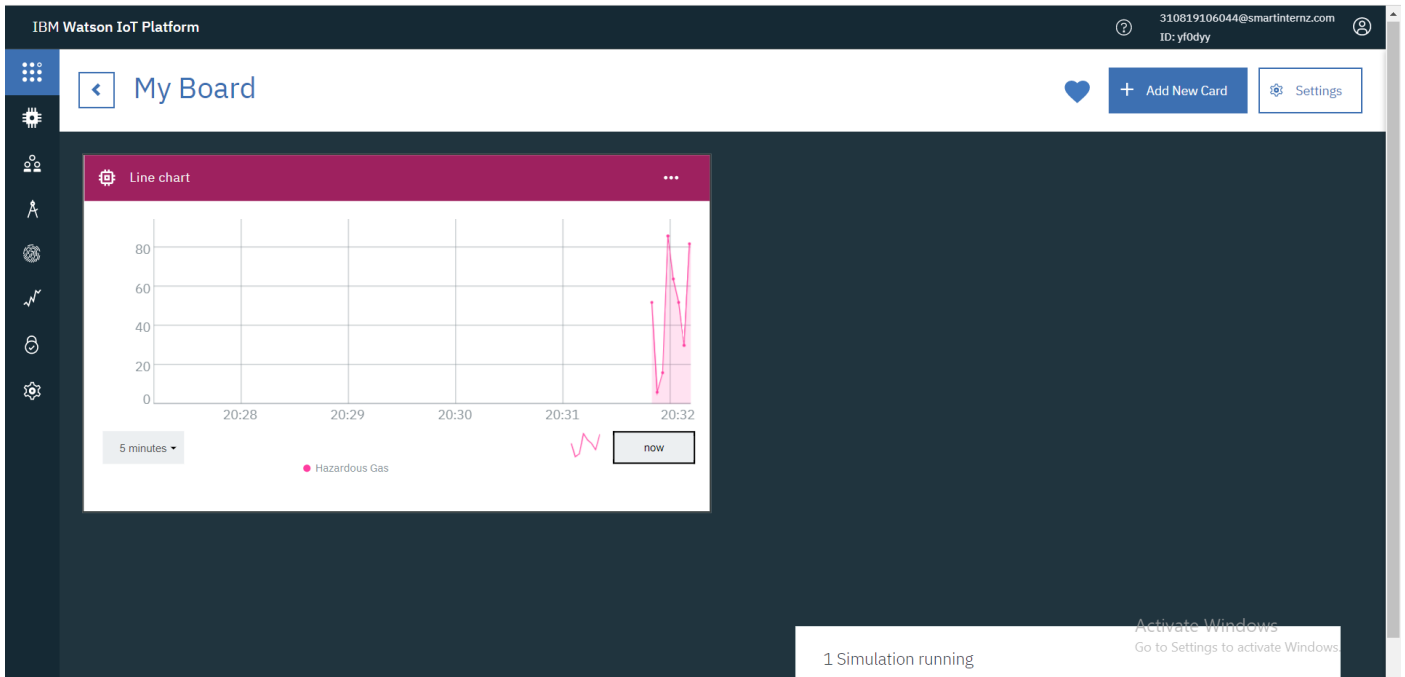 IBM Watson IoT Platform
310819106044@smartinternz.com
ID: yf0dyy
My Board
Add New Card
Settings
Line chart
80
60
40
20
0
20:28 20:29 20:30 20:31 20:32
5 minutes
now
Hazardous Gas
Activate Windows
Go to Settings to activate Windows.
1 Simulation running